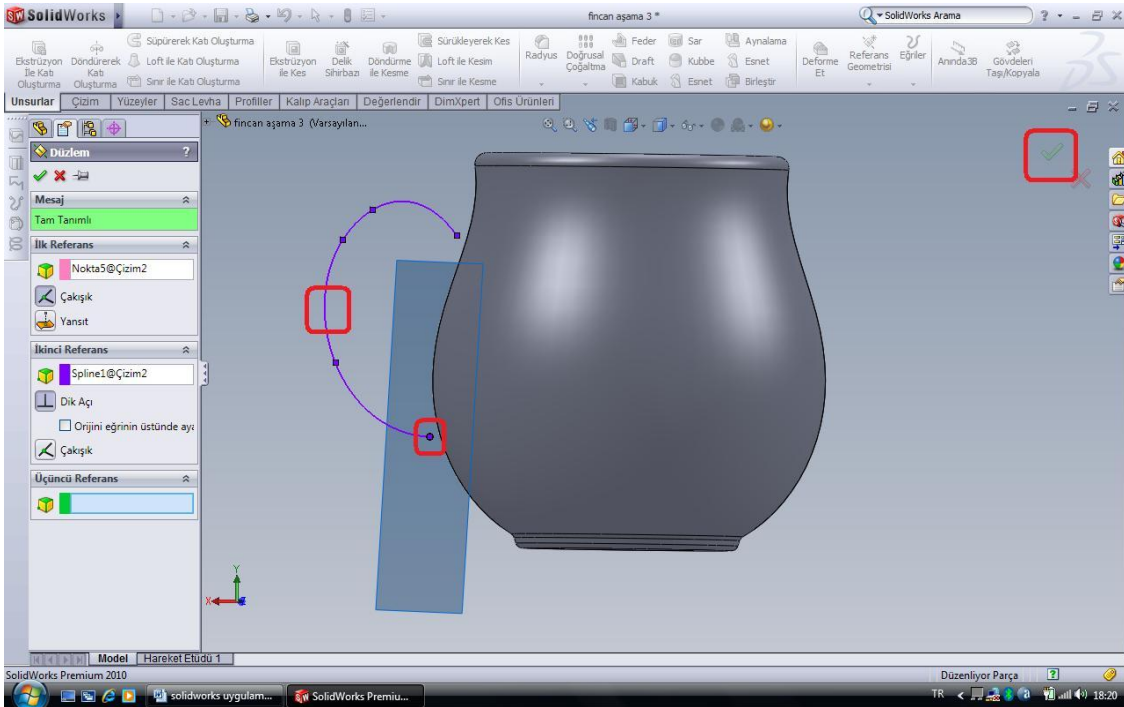 SolidWorks
fincan aşama 3 *
SolidWorks Arama
Ekstrüzyon İle Katı Oluşturma
Döndürerek Katı Oluşturma
Süpürerek Katı Oluşturma
Loft ile Katı Oluşturma
Sınır ile Katı Oluşturma
Ekstrüzyon ile Kes
Delik Sihirbazı
Döndürme ile Kesme
Sürükleyerek Kes
Loft ile Kesim
Sınır ile Kesme
Radyus
Doğrusal Çoğaltma
Feder
Draft
Kabuk
Sar
Kubbe
Esnet
Aynalama
Esnet
Birleştir
Deforme Et
Referans Geometrisi
Eğriler
Anında3B
Gövdeleri Taşı/Kopyala
Unsurlar Çizim Yüzeyler Sac Levha Profiller Kalıp Araçları Değerlendir DimXpert Ofis Ürünleri
fincan aşama 3 (Varsayılan...
Düzlem ?
Mesaj
Tam Tanımlı
İlk Referans
Nokta5@Çizim2
Çakışık
Yansıt
İkinci Referans
Spline1@Çizim2
Dik Açı
Orijini eğrinin üstünde aya
Çakışık
Üçüncü Referans
Y
X
Model Hareket Etüdü 1
SolidWorks Premium 2010
Düzenliyor Parça
solidworks uygulam...
SolidWorks Premiu...
TR
18:20